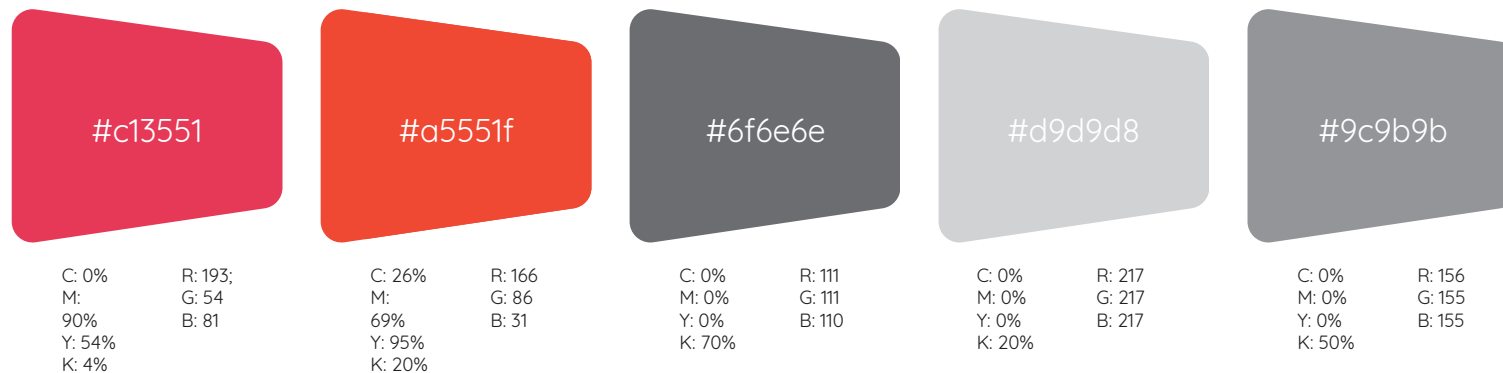 #c13551
#a5551f
#6f6e6e
#d9d9d8
#9c9b9b
C: 0%
M:
90%
Y: 54%
K: 4%
R: 193;
G: 54
B: 81
C: 26%
M:
69%
Y: 95%
K: 20%
R: 166
G: 86
B: 31
C: 0%
M: 0%
Y: 0%
K: 70%
R: 111
G: 111
B: 110
C: 0%
M: 0%
Y: 0%
K: 20%
R: 217
G: 217
B: 217
C: 0%
M: 0%
Y: 0%
K: 50%
R: 156
G: 155
B: 155